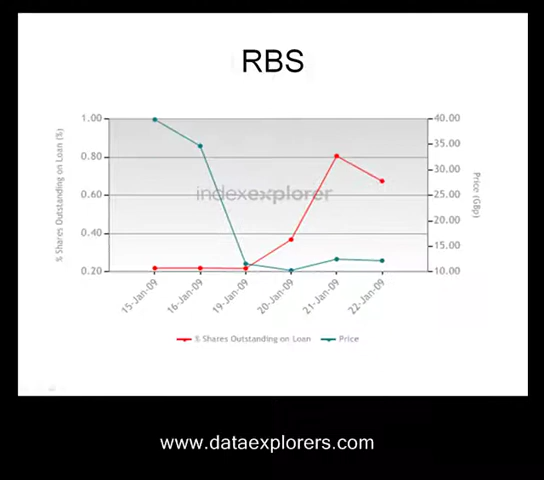 RBS
% Shares Outstanding on Loan (%)
1.00
0.80
0.60
0.40
0.20
indexexplorer
40.00
35.00
30.00
25.00
20.00
15.00
10.00
Price (GBp)
15-Jan-09
16-Jan-09
19-Jan-09
20-Jan-09
21-Jan-09
22-Jan-09
% Shares Outstanding on Loan
Price
www.dataexplorers.com